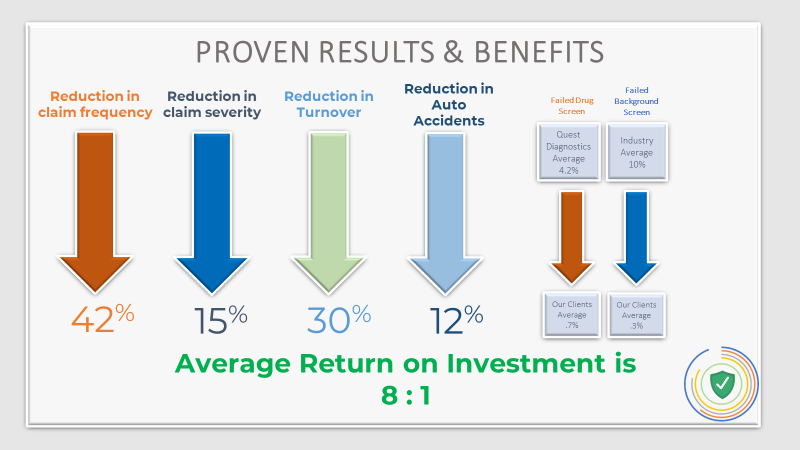 PROVEN RESULTS & BENEFITS
Reduction in
claim frequency
Reduction in
claim severity
Reduction in
Turnover
Reduction in
Auto
Accidents
Failed Drug
Screen
Failed
Background
Screen
Quest
Diagnostics
Average
4.2%
Industry
Average
10%
42%
15%
30%
12%
Our Clients
Average
.7%
Our Clients
Average
.3%
Average Return on Investment is
8 : 1